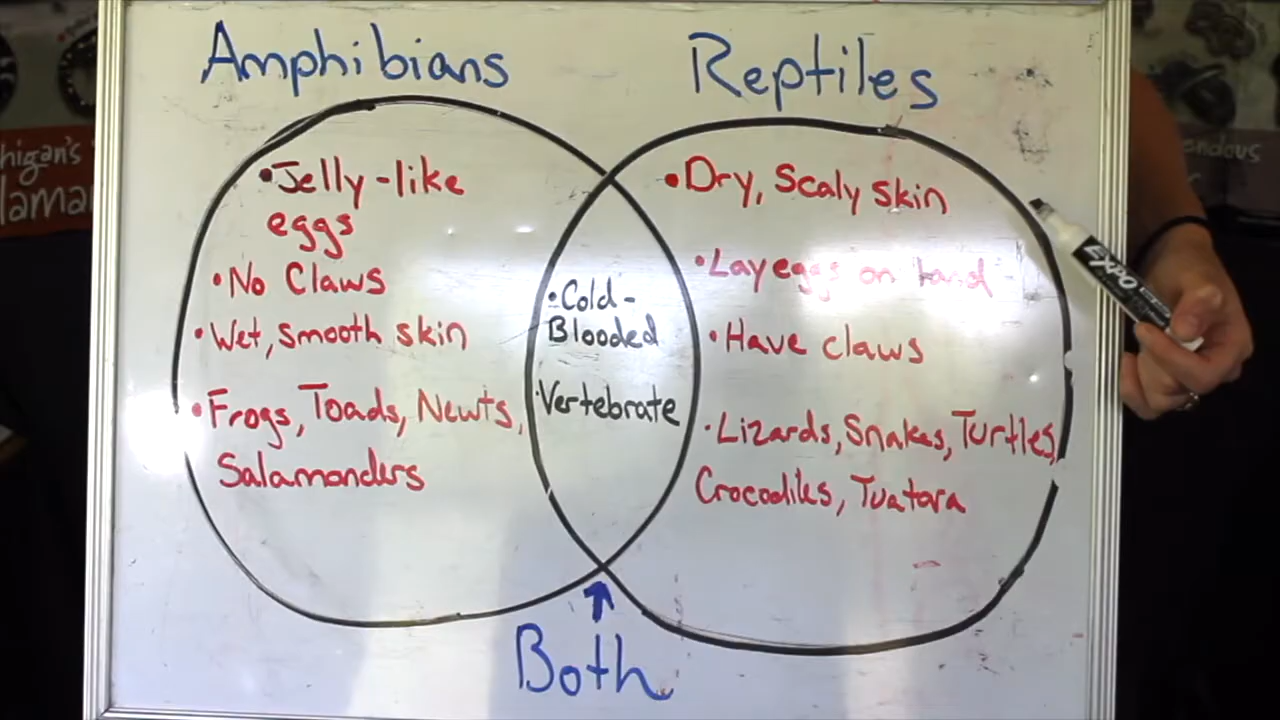 Amphibians
Reptiles
•Jelly-like
eggs
•No Claws
•Wet, smooth skin
•Frogs, Toads, Newts,
Salamanders
•Cold-
Blooded
•Vertebrate
•Dry, Scaly skin
•Lay eggs on land
•Have claws
•Lizards, Snakes, Turtles,
Crocodiles, Tuatara
Both
EXPO